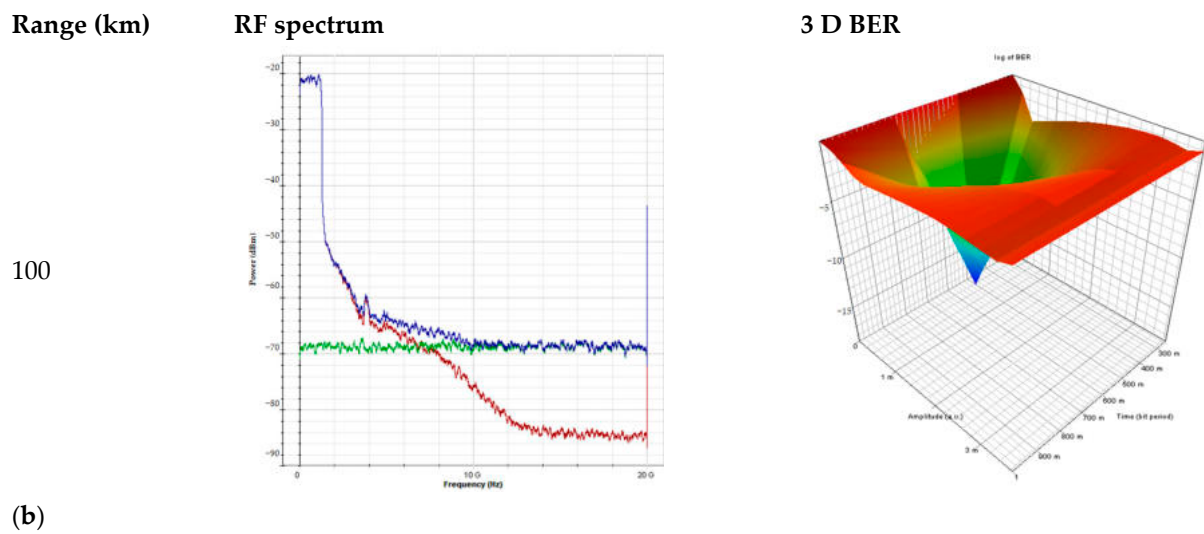 Range (km) RF spectrum 3 D BER
100
Power (dBm)
−20
−30
−40
−50
−60
−70
−80
−90
0 10 G 20 G
Frequency (Hz)
log of BER
−5
−10
−15
0
1 m
Amplitude (a.u.)
3 m
1
900 m
800 m
700 m
600 m
500 m
400 m
300 m
Time (bit period)
(b)